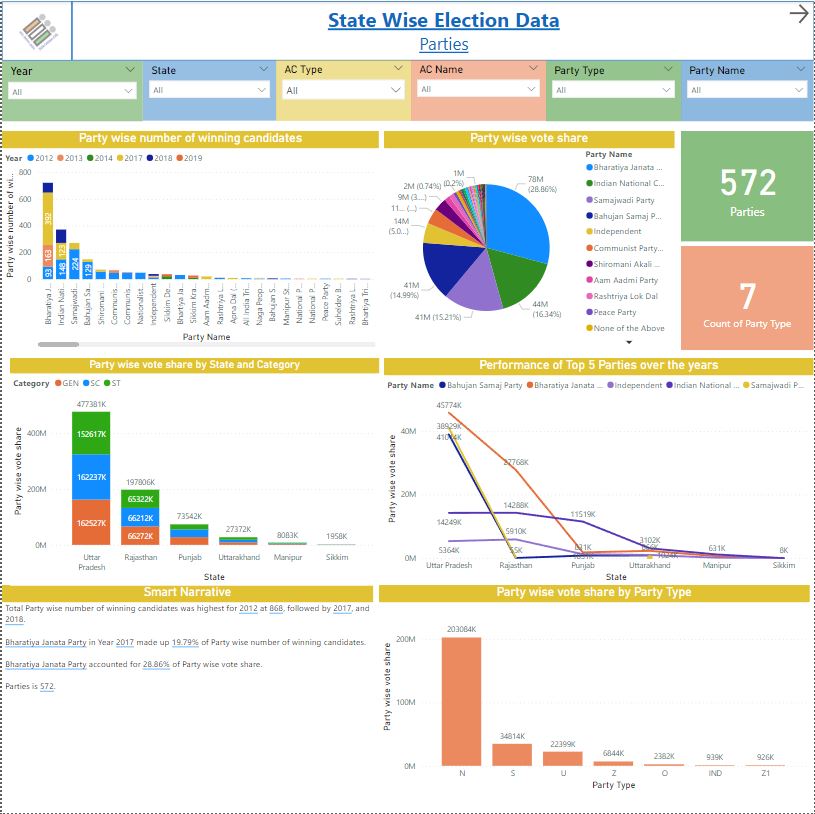 State Wise Election Data
Parties
Year
State
AC Type
AC Name
Party Type
Party Name
All
All
All
All
All
All
Party wise number of winning candidates
Year 2012 2013 2014 2017 2018 2019
Party wise number of wi...
800
600
400
200
0
392
163
93
123
148
224
129
Bharatiya J...
Indian Nati...
Samajwadi...
Bahujan Sa...
Shiromani ...
Communis...
Communis...
Nationalist...
Independent
Sikkim De...
Bhartiya Ja...
Sikkim Kra...
Aam Aadm...
Rashtriya L...
Apna Dal (...
All India Tri...
Naga Peop...
Bahujan S...
Manipur St...
National P...
National P...
Peace Party
Suheldev B...
Rashtriya L...
Bhartiya Tri...
Party Name
Party wise vote share
1M
(0.2%)
2M (0.74%)
9M (3...)
11... (...)
14M
(5.0...)
41M
(14.99%)
41M (15.21%)
44M
(16.34%)
78M
(28.86%)
Party Name
Bharatiya Janata ...
Indian National C...
Samajwadi Party
Bahujan Samaj P...
Independent
Communist Party...
Shiromani Akali ...
Aam Aadmi Party
Rashtriya Lok Dal
Peace Party
None of the Above
572
Parties
7
Count of Party Type
Party wise vote share by State and Category
Category GEN SC ST
Party wise vote share
400M
200M
0M
477381K
152617K
162237K
162527K
197806K
65322K
66212K
66272K
73542K
27372K
8083K
1958K
Uttar
Pradesh
Rajasthan
Punjab
Uttarakhand
Manipur
Sikkim
State
Performance of Top 5 Parties over the years
Party Name Bahujan Samaj Party Bharatiya Janata ... Independent Indian National ... Samajwadi P...
Party wise vote share
40M
20M
0M
45774K
38929K
14249K
5364K
27768K
14288K
5910K
55K
11519K
3102K
631K
8K
Uttar Pradesh
Rajasthan
Punjab
Uttarakhand
Manipur
Sikkim
State
Smart Narrative
Total Party wise number of winning candidates was highest for 2012 at 868, followed by 2017, and
2018.
Bharatiya Janata Party in Year 2017 made up 19.79% of Party wise number of winning candidates.
Bharatiya Janata Party accounted for 28.86% of Party wise vote share.
Parties is 572.
Party wise vote share by Party Type
Party wise vote share
200M
100M
0M
203084K
34814K
22399K
6844K
2382K
939K
926K
N
S
U
Z
O
IND
Z1
Party Type